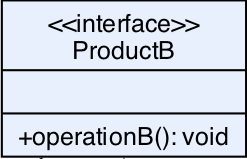 <<interface>>
ProductB
+operationB(): void